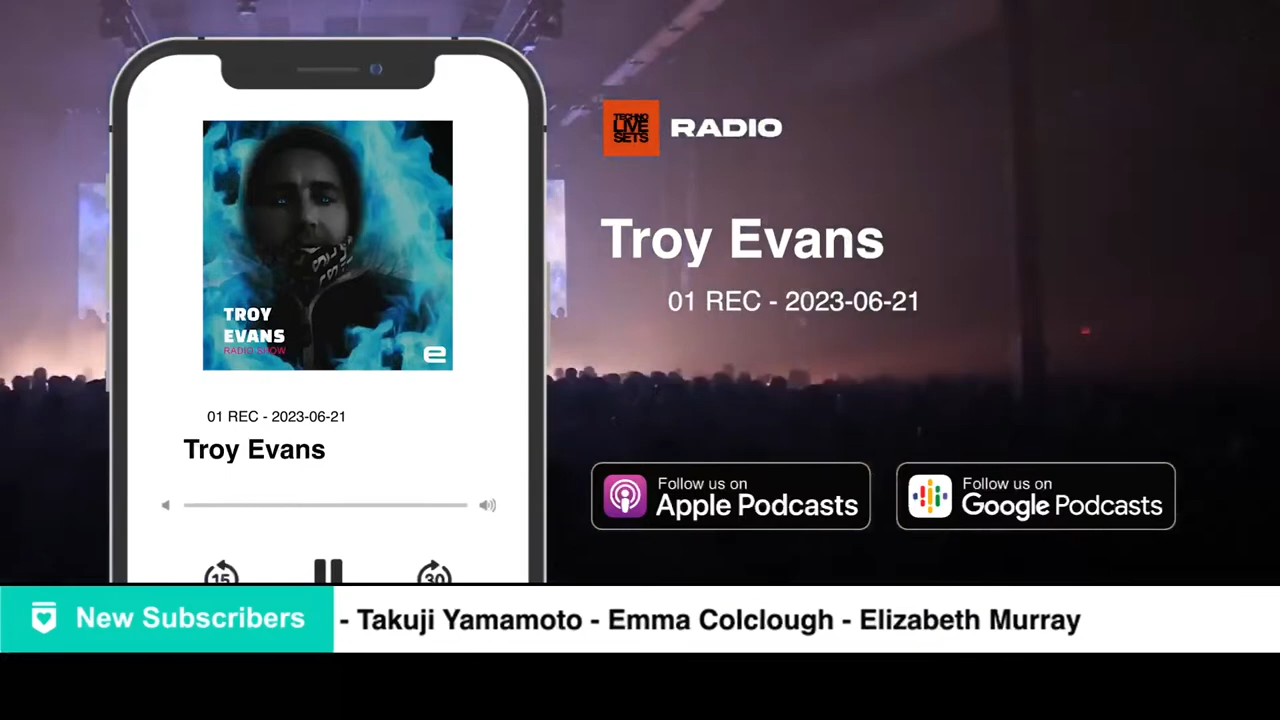 TECHNO
LIVE
SETS
RADIO
Troy Evans
01 REC - 2023-06-21
TROY
EVANS
RADIO SHOW
e
01 REC - 2023-06-21
Troy Evans
15
30
Follow us on
Apple Podcasts
Follow us on
Google Podcasts
New Subscribers
- Takuji Yamamoto - Emma Colclough - Elizabeth Murray